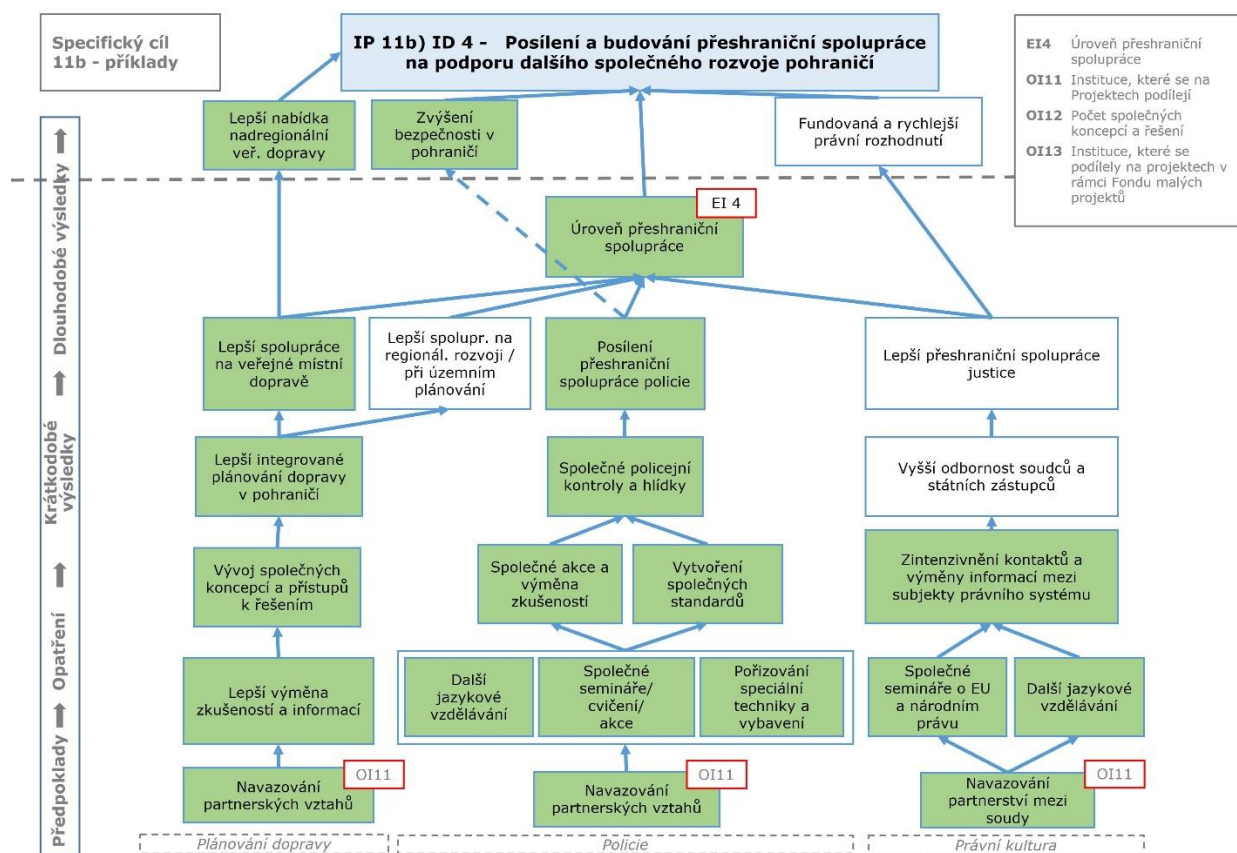 Specifický cíl
11b - příklady
IP 11b) ID 4 - Posílení a budování přeshraniční spolupráce
na podporu dalšího společného rozvoje pohraničí
EI4 Úroveň přeshraniční
spolupráce
OI11 Instituce, které se na
Projektech podílejí
OI12 Počet společných
koncepcí a řešení
OI13 Instituce, které se
podílely na projektech v
rámci Fondu malých
projektů
Předpoklady
Opatření
Krátkodobé
výsledky
Dlouhodobé výsledky
Lepší nabídka
nadregionální
veř. dopravy
Zvýšení
bezpečnosti v
pohraničí
Fundovaná a rychlejší
právní rozhodnutí
EI 4
Úroveň přeshraniční
spolupráce
Lepší spolupráce
na veřejné místní
dopravě
Lepší spolupr. na
regionál. rozvoji /
při územním
plánování
Posílení
přeshraniční
spolupráce policie
Lepší přeshraniční spolupráce
justice
Lepší integrované
plánování dopravy
v pohraničí
Společné policejní
kontroly a hlídky
Vyšší odbornost soudců a
státních zástupců
Vývoj společných
koncepcí a přístupů
k řešením
Společné akce a
výměna
zkušeností
Vytvoření
společných
standardů
Zintenzivnění kontaktů a
výměny informací mezi
subjekty právního systému
Lepší výměna
zkušeností a informací
Další
jazykové
vzdělávání
Společné
semináře/
cvičení/
akce
Pořizování
speciální
techniky a
vybavení
Společné
semináře o EU
a národním
právu
Další jazykové
vzdělávání
OI11
Navazování
partnerských vztahů
OI11
Navazování
partnerských vztahů
OI11
Navazování
partnerství mezi
soudy
Plánování dopravy
Policie
Právní kultura